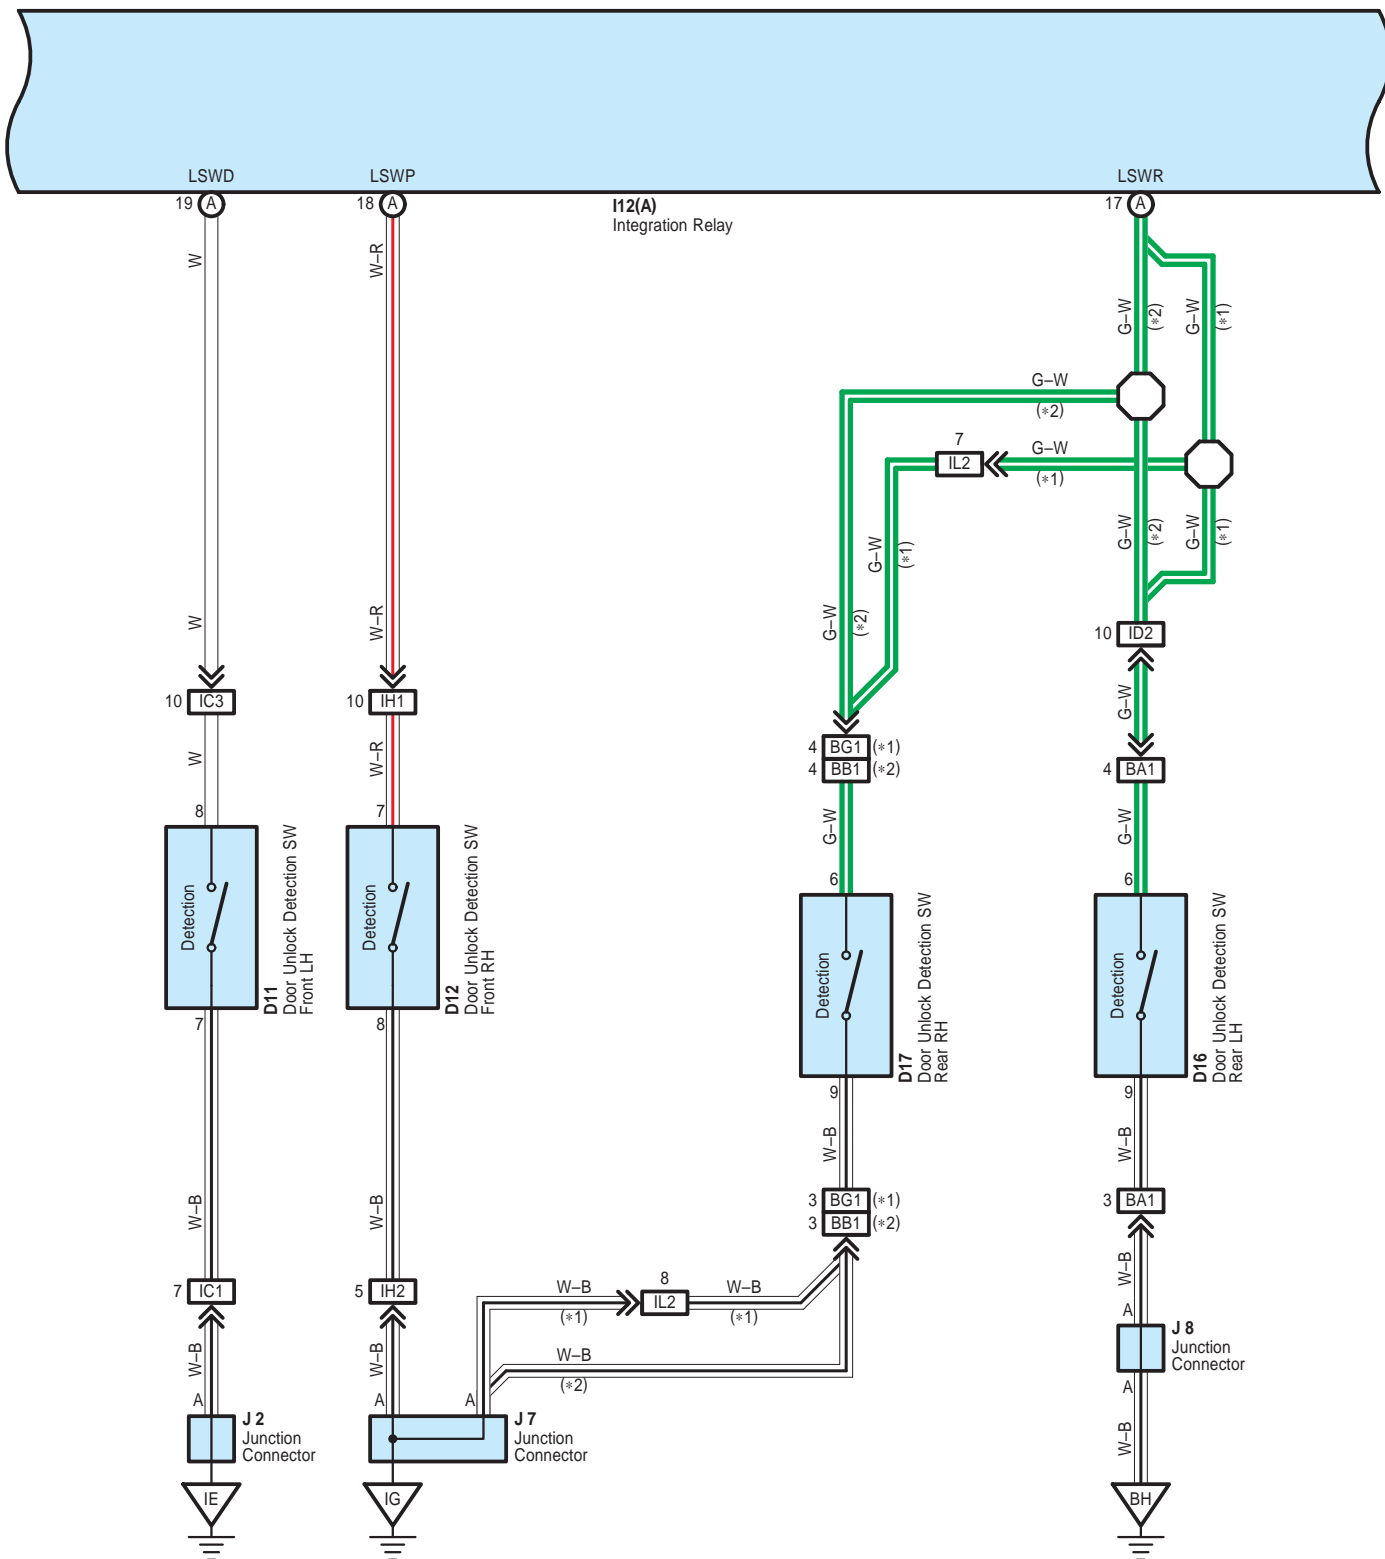 LSWD
LSWP
LSWR
19 A
18 A
I12(A)
Integration Relay
17 A
W
W–R
G–W
(*2)
G–W
(*1)
G–W
(*2)
7
IL2
G–W
(*1)
G–W
(*2)
G–W
(*1)
G–W
(*1)
G–W
(*2)
W
W–R
10 ID2
10 IC3
10 IH1
G–W
W
W–R
4 BG1 (*1)
4 BB1 (*2)
4 BA1
8
7
G–W
G–W
6
6
Detection
D11
Door Unlock Detection SW
Front LH
Detection
D12
Door Unlock Detection SW
Front RH
Detection
D17
Door Unlock Detection SW
Rear RH
Detection
D16
Door Unlock Detection SW
Rear LH
7
8
9
9
W–B
W–B
W–B
W–B
3 BG1 (*1)
3 BB1 (*2)
3 BA1
7 IC1
5 IH2
W–B
(*1)
8
IL2
W–B
(*1)
W–B
W–B
W–B
W–B
(*2)
A
J 8
Junction
Connector
A
A
A
A
J 2
Junction
Connector
J 7
Junction
Connector
W–B
IE
IG
BH